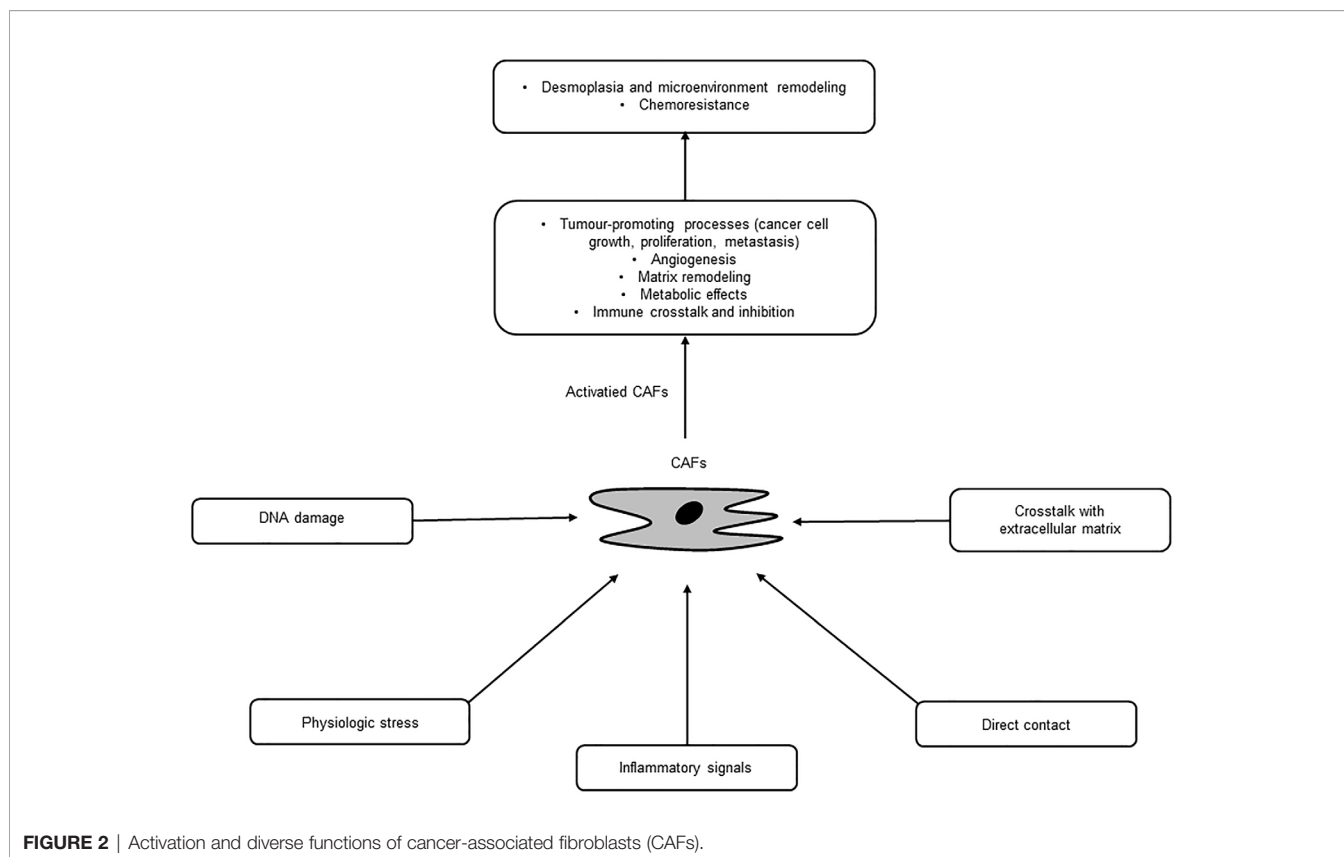 • Desmoplasia and microenvironment remodeling
• Chemoresistance
• Tumour-promoting processes (cancer cell
growth, proliferation, metastasis)
• Angiogenesis
• Matrix remodeling
• Metabolic effects
• Immune crosstalk and inhibition
Activatied CAFs
CAFs
DNA damage
Crosstalk with
extracellular matrix
Physiologic stress
Direct contact
Inflammatory signals
FIGURE 2 | Activation and diverse functions of cancer-associated fibroblasts (CAFs).